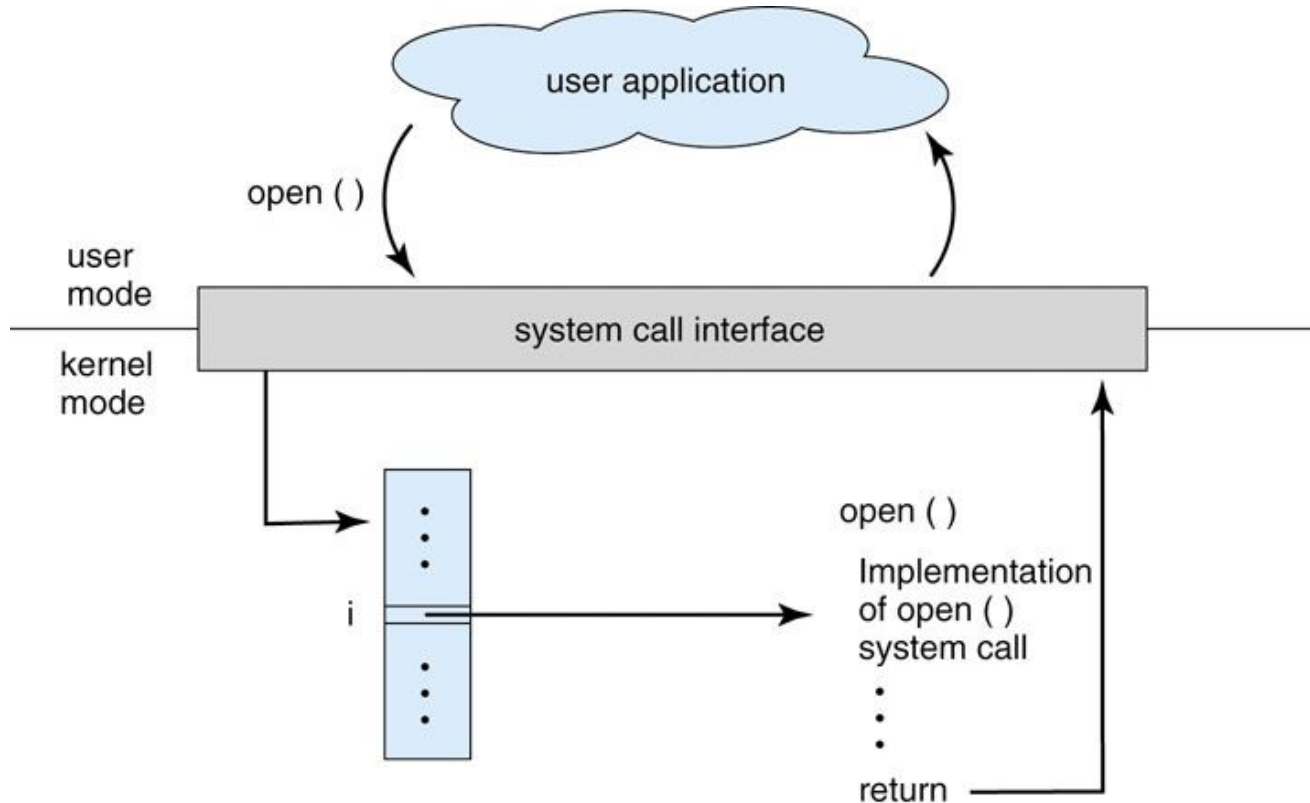 user application
open ( )
user
mode
system call interface
kernel
mode
open ( )
Implementation
of open ( )
system call
i
return